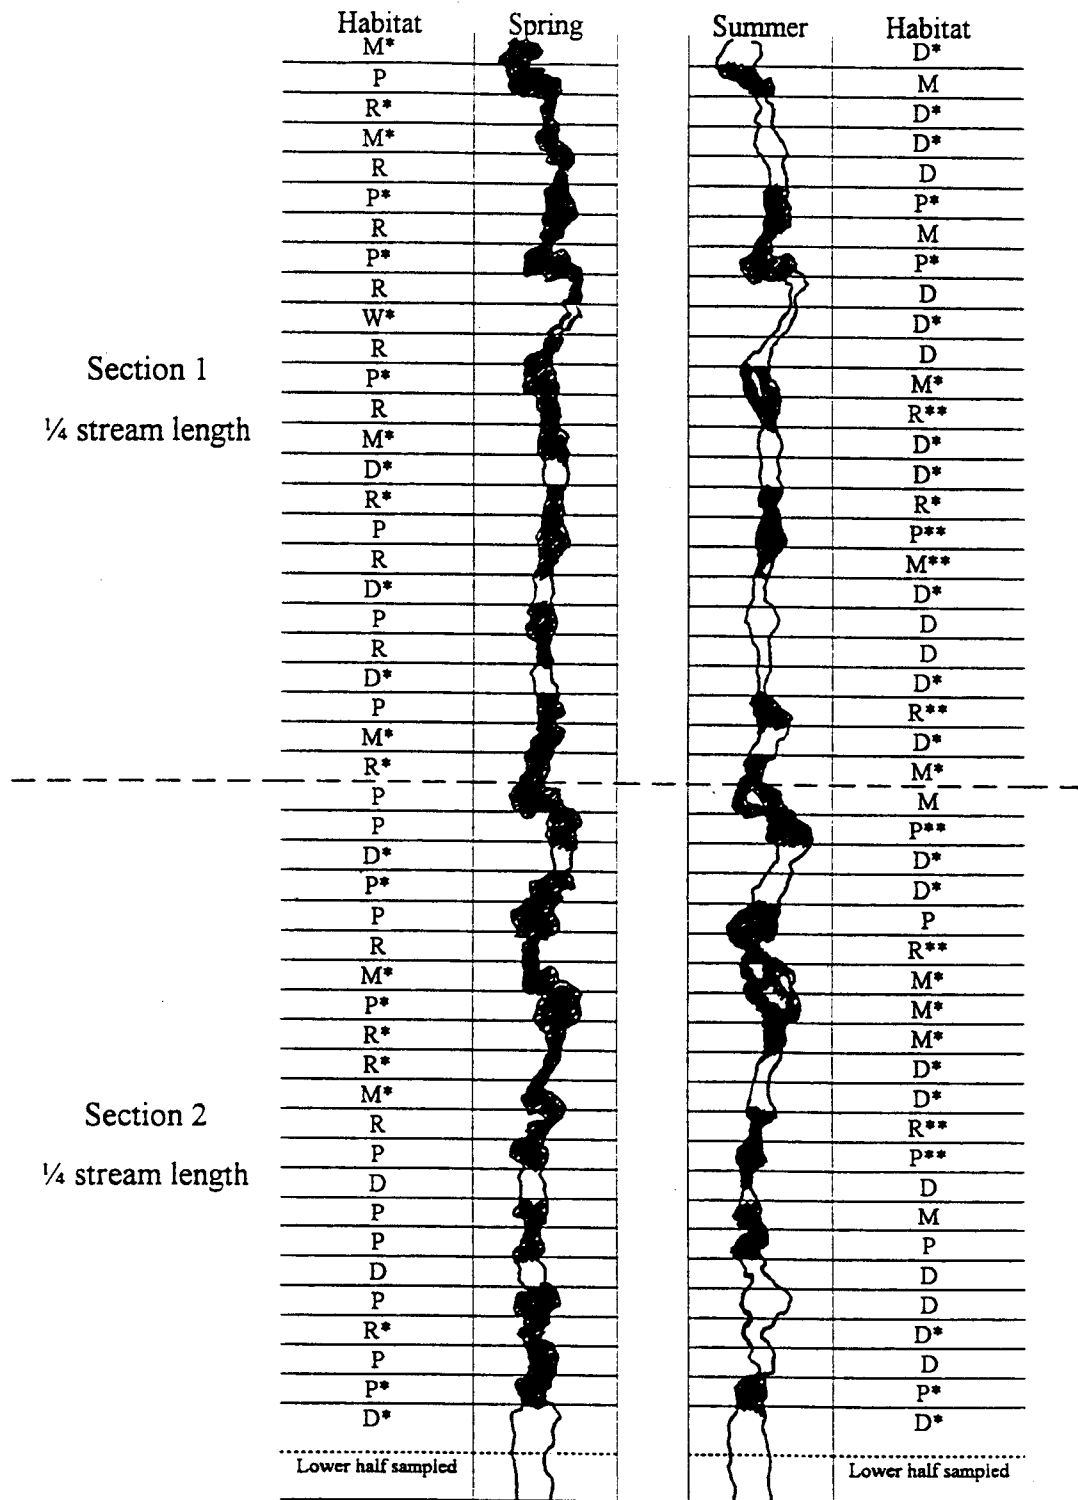 Habitat Spring Summer Habitat
M* D*
P M
R* D*
M* D*
R D
P* P*
R M
P* P*
R D
W* D*
R D
Section 1
P* M*
R R**
¼ stream length
M* D*
D* D*
R* R*
P P**
R M**
D* D*
P D
R D
D* D*
P R**
M* D*
R* M*
P M
P P**
D* D*
P* D*
P P
R R**
M* M*
P* M*
R* M*
R* D*
M* D*
Section 2
R R**
P P**
¼ stream length
D D
P M
P P
D D
P D
R* D*
P D
P* P*
D* D*
Lower half sampled Lower half sampled